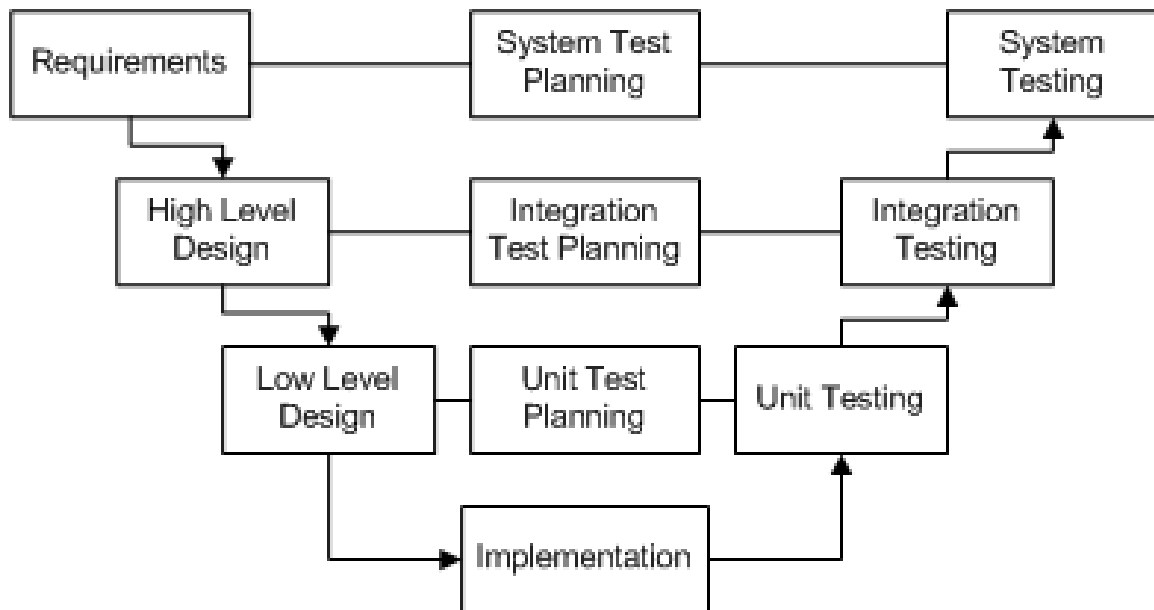 Requirements
System Test
Planning
System
Testing
High Level
Design
Integration
Test Planning
Integration
Testing
Low Level
Design
Unit Test
Planning
Unit Testing
Implementation